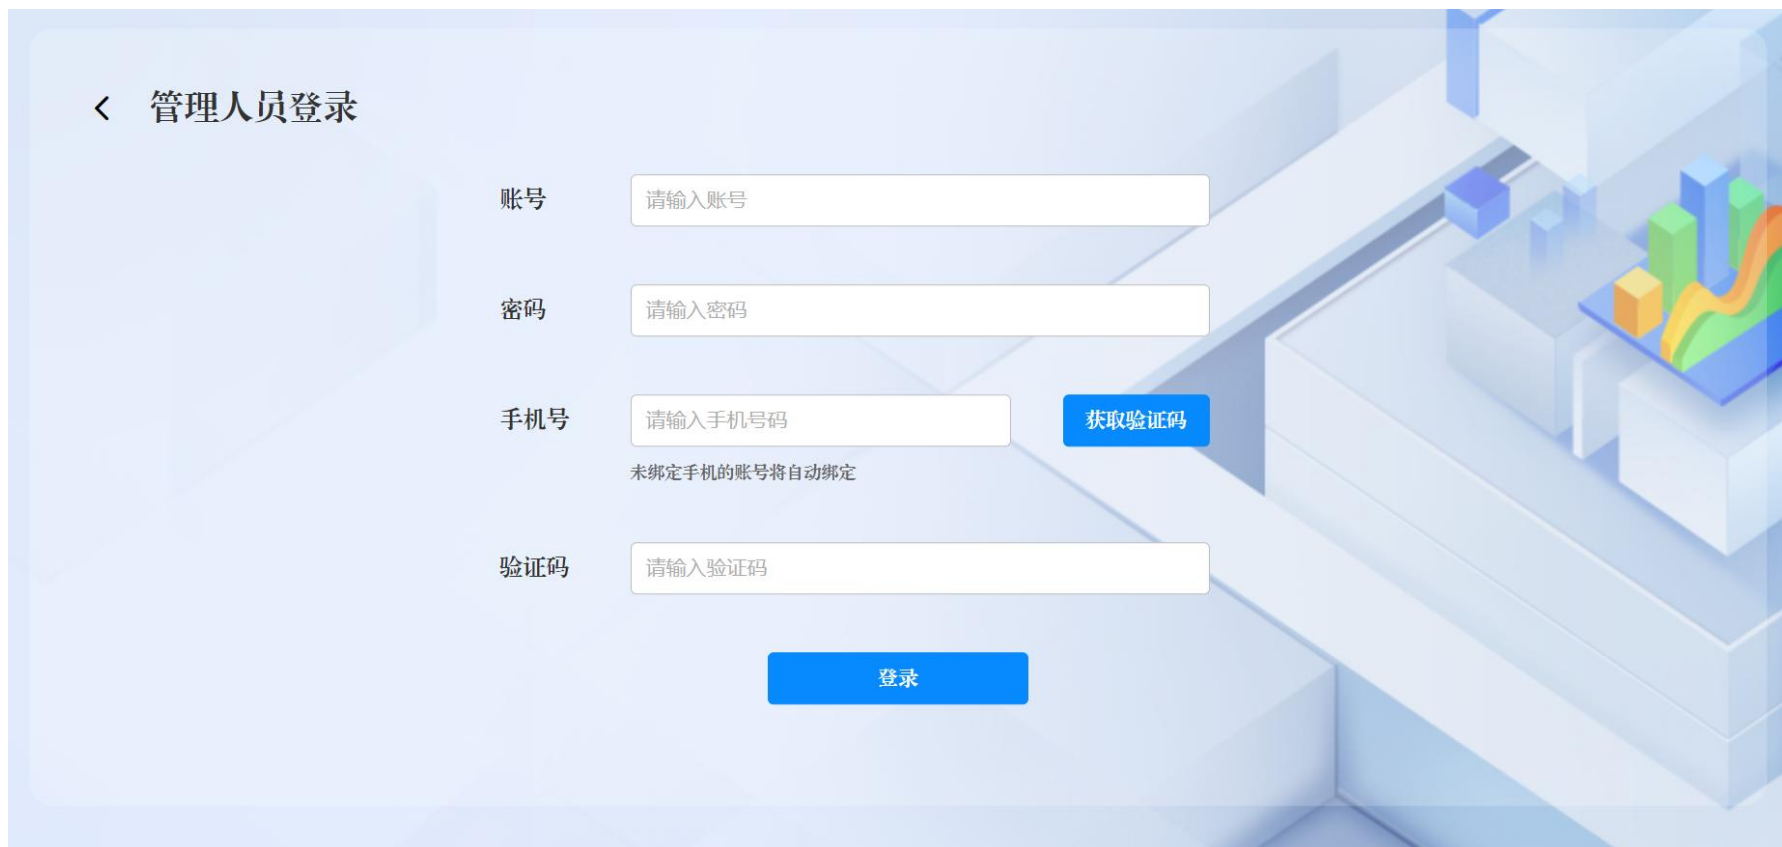 管理人员登录
账号 请输入账号
密码 请输入密码
手机号 请输入手机号码 获取验证码
未绑定手机的账号将自动绑定
验证码 请输入验证码
登录